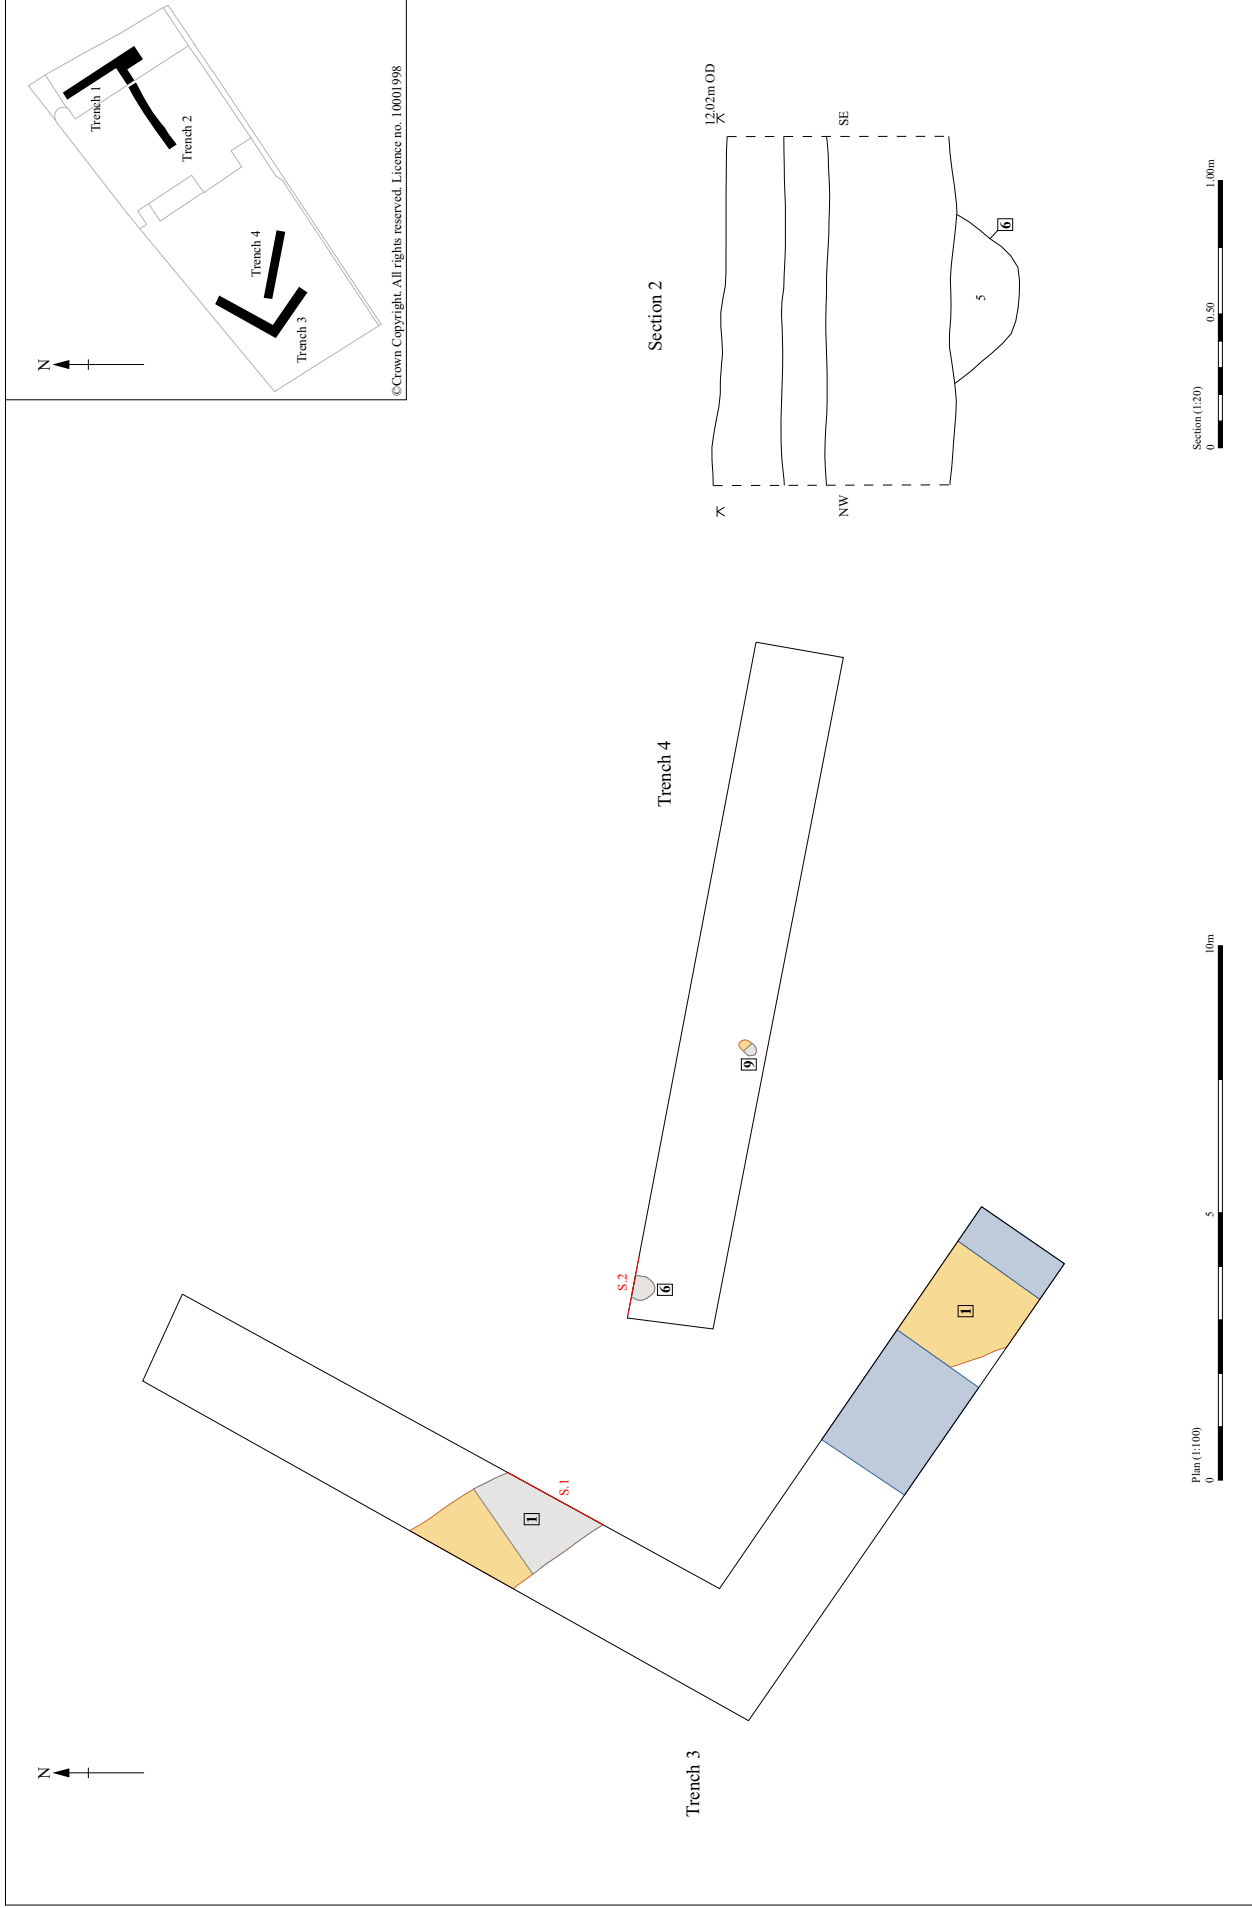 N
Trench 1
Trench 2
Trench 3
Trench 4
©Crown Copyright. All rights reserved. Licence no. 10001998
N
Trench 3
Trench 4
1
S.1
1
S.2
6
9
Section 2
NW
SE
12.02m OD
5
6
Plan (1:100)
0
5
10m
Section (1:20)
0
0.50
1.00m